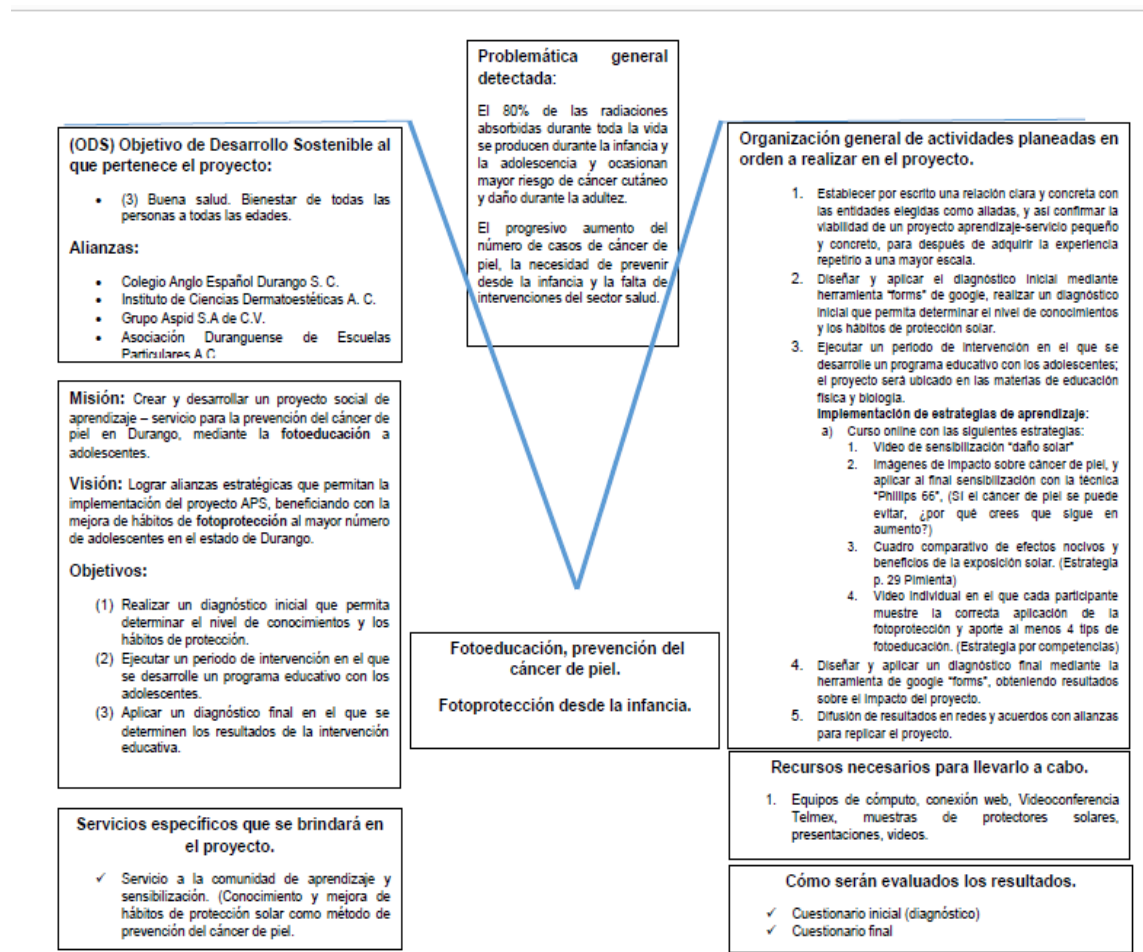 Problemática general
detectada:
El 80% de las radiaciones
absorbidas durante toda la vida
se producen durante la infancia y
la adolescencia y ocasionan
mayor riesgo de cáncer cutáneo
y daño durante la adultez.
El progresivo aumento del
número de casos de cáncer de
piel, la necesidad de prevenir
desde la infancia y la falta de
intervenciones del sector salud.
(ODS) Objetivo de Desarrollo Sostenible al
que pertenece el proyecto:
• (3) Buena salud. Bienestar de todas las
personas a todas las edades.
Alianzas:
• Colegio Anglo Español Durango S. C.
• Instituto de Ciencias Dermatoestéticas A. C.
• Grupo Aspid S.A de C.V.
• Asociación Duranguense de Escuelas
Particulares A.C
Misión: Crear y desarrollar un proyecto social de
aprendizaje – servicio para la prevención del cáncer de
piel en Durango, mediante la fotoeducación a
adolescentes.
Visión: Lograr alianzas estratégicas que permitan la
implementación del proyecto APS, beneficiando con la
mejora de hábitos de fotoprotección al mayor número
de adolescentes en el estado de Durango.
Objetivos:
(1) Realizar un diagnóstico inicial que permita
determinar el nivel de conocimientos y los
hábitos de protección.
(2) Ejecutar un periodo de intervención en el que
se desarrolle un programa educativo con los
adolescentes.
(3) Aplicar un diagnóstico final en el que se
determinen los resultados de la intervención
educativa.
Servicios específicos que se brindará en
el proyecto.
✓ Servicio a la comunidad de aprendizaje y
sensibilización. (Conocimiento y mejora de
hábitos de protección solar como método de
prevención del cáncer de piel.
Fotoeducación, prevención del
cáncer de piel.
Fotoprotección desde la infancia.
Organización general de actividades planeadas en
orden a realizar en el proyecto.
1. Establecer por escrito una relación clara y concreta con
las entidades elegidas como aliadas, y así confirmar la
viabilidad de un proyecto aprendizaje-servicio pequeño
y concreto, para después de adquirir la experiencia
repetirlo a una mayor escala.
2. Diseñar y aplicar el diagnóstico inicial mediante
herramienta "forms" de google, realizar un diagnóstico
inicial que permita determinar el nivel de conocimientos
y los hábitos de protección solar.
3. Ejecutar un periodo de intervención en el que se
desarrolle un programa educativo con los adolescentes;
el proyecto será ubicado en las materias de educación
física y biología.
Implementación de estrategias de aprendizaje:
a) Curso online con las siguientes estrategias:
1. Video de sensibilización "daño solar"
2. Imágenes de impacto sobre cáncer de piel, y
aplicar al final sensibilización con la técnica
"Phillips 66", (Si el cáncer de piel se puede
evitar, ¿por qué crees que sigue en
aumento?)
3. Cuadro comparativo de efectos nocivos y
beneficios de la exposición solar. (Estrategia
p. 29 Pimienta)
4. Video individual en el que cada participante
muestre la correcta aplicación de la
fotoprotección y aporte al menos 4 tips de
fotoeducación. (Estrategia por competencias)
4. Diseñar y aplicar un diagnóstico final mediante la
herramienta de google "forms", obteniendo resultados
sobre el impacto del proyecto.
5. Difusión de resultados en redes y acuerdos con alianzas
para replicar el proyecto.
Recursos necesarios para llevarlo a cabo.
1. Equipos de cómputo, conexión web, Videoconferencia
Telmex, muestras de protectores solares,
presentaciones, videos.
Cómo serán evaluados los resultados.
✓ Cuestionario inicial (diagnóstico)
✓ Cuestionario final